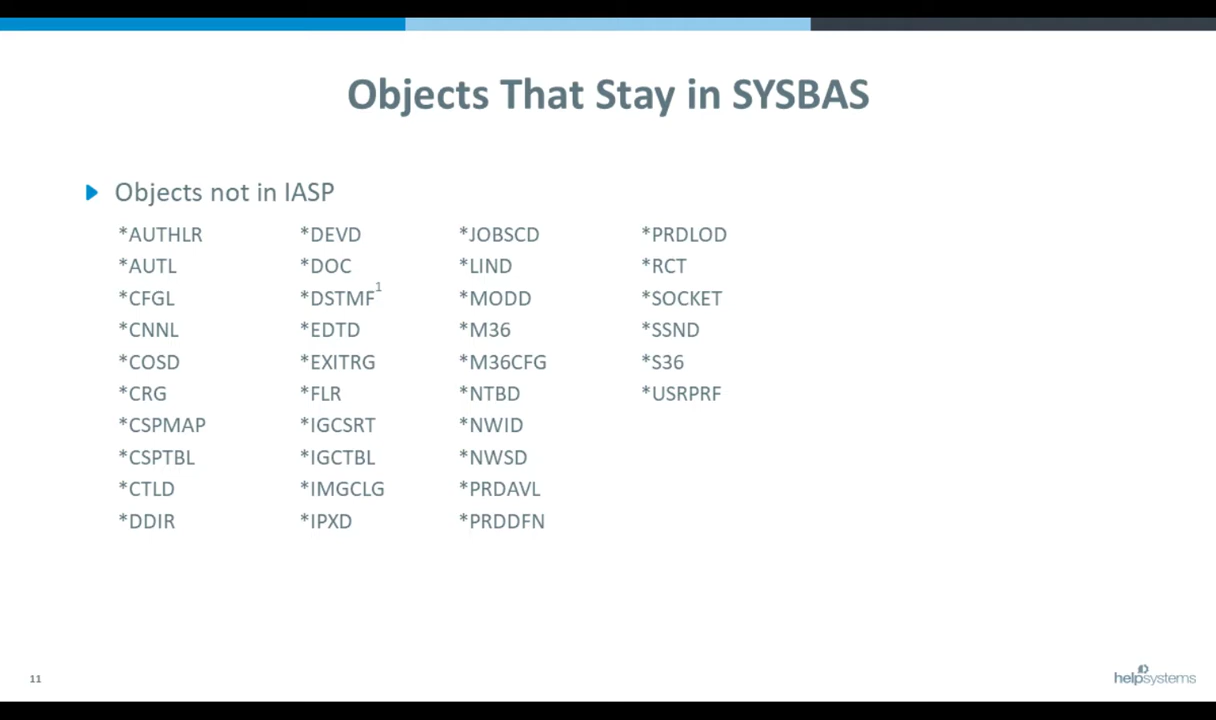 Objects That Stay in SYSBAS
Objects not in IASP
*AUTHLR *DEVD *JOBSCD *PRDLOD
*AUTL *DOC *LIND *RCT
*CFGL *DSTMF1 *MODD *SOCKET
*CNNL *EDTD *M36 *SSND
*COSD *EXITRG *M36CFG *S36
*CRG *FLR *NTBD *USRPRF
*CSPMAP *IGCSRT *NWID
*CSPTBL *IGCTBL *NWSD
*CTLD *IMGCLG *PRDAVL
*DDIR *IPXD *PRDDFN
11
helpsystems